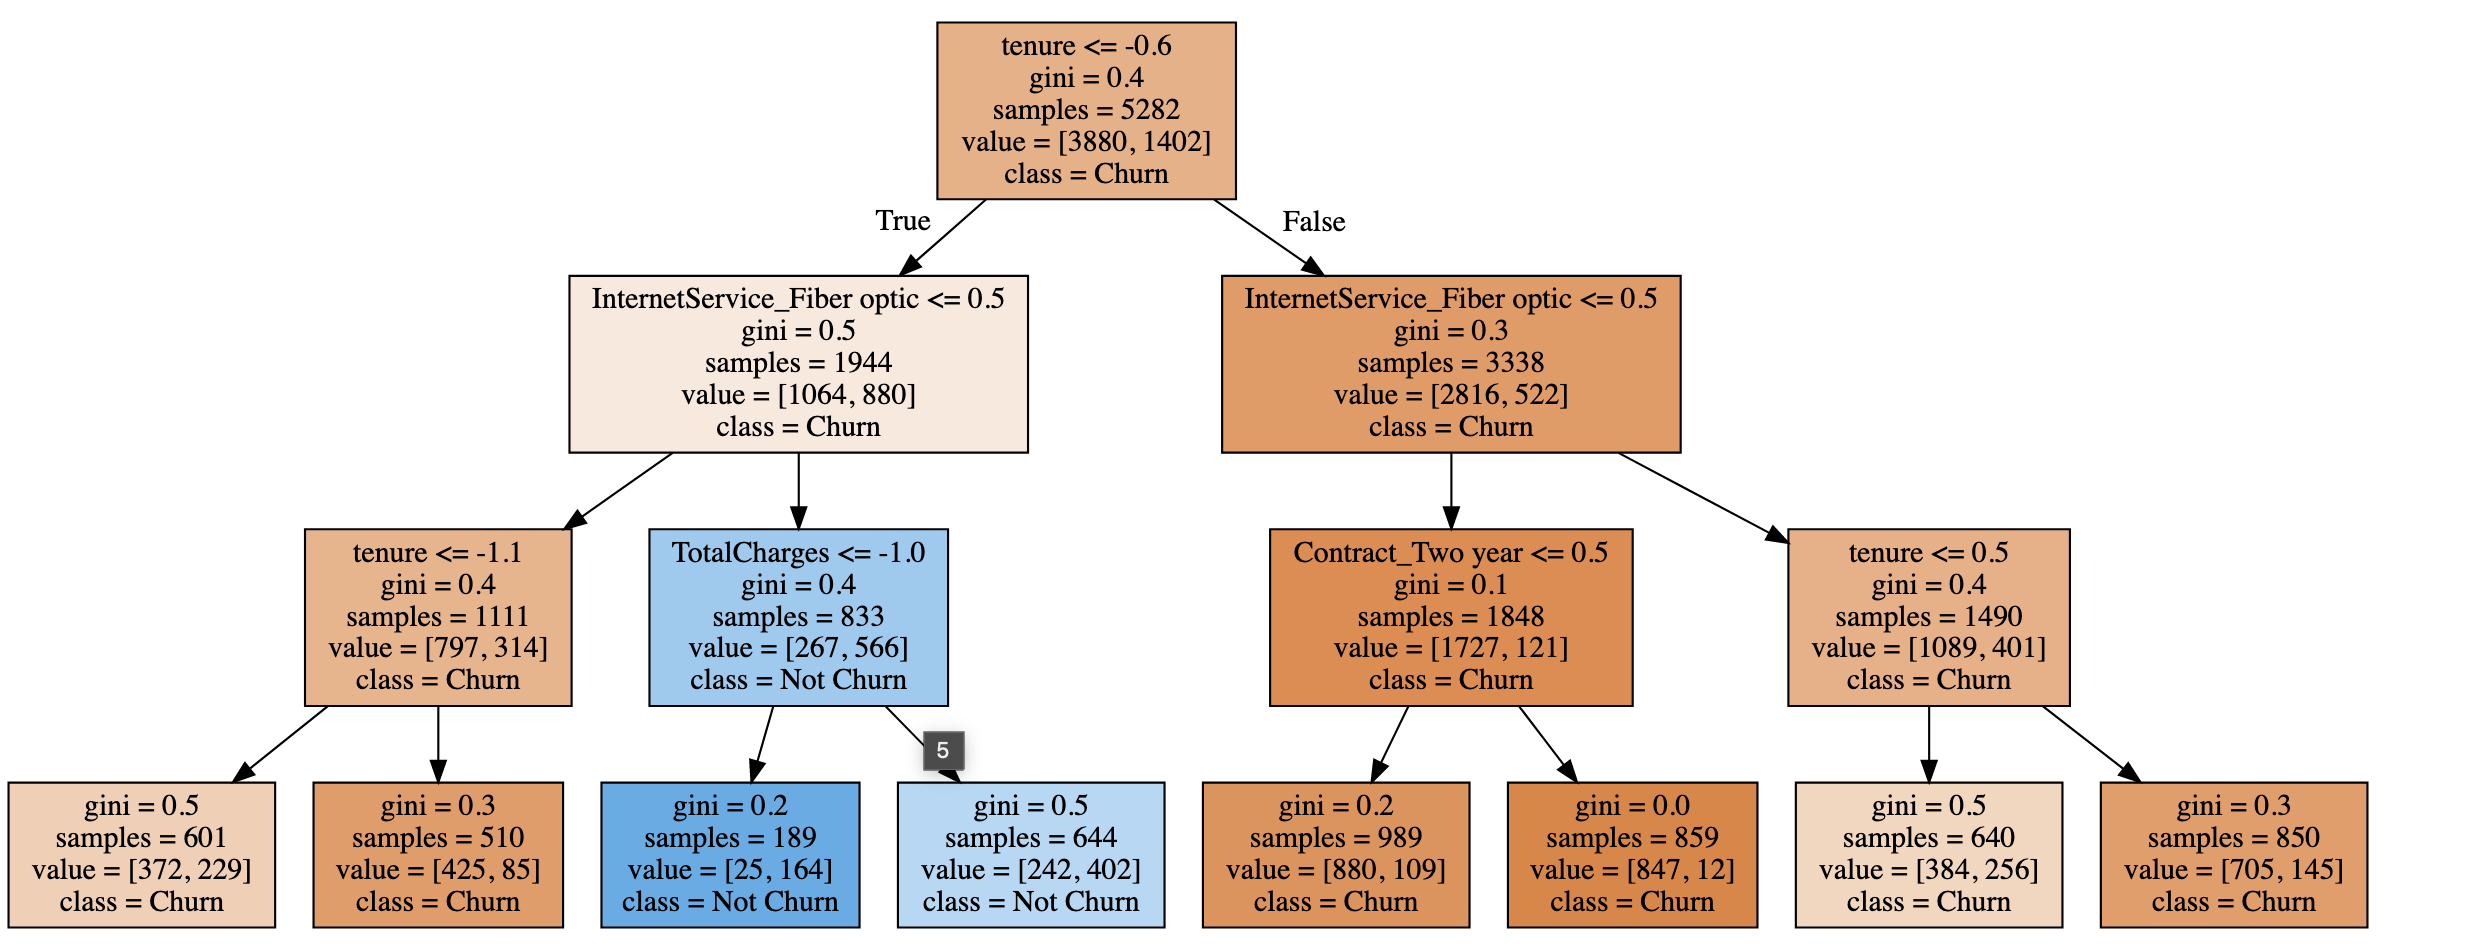 tenure <= -0.6
gini = 0.4
samples = 5282
value = [3880, 1402]
class = Churn
True
False
InternetService_Fiber optic <= 0.5
gini = 0.5
samples = 1944
value = [1064, 880]
class = Churn
InternetService_Fiber optic <= 0.5
gini = 0.3
samples = 3338
value = [2816, 522]
class = Churn
tenure <= -1.1
gini = 0.4
samples = 1111
value = [797, 314]
class = Churn
TotalCharges <= -1.0
gini = 0.4
samples = 833
value = [267, 566]
class = Not Churn
Contract_Two year <= 0.5
gini = 0.1
samples = 1848
value = [1727, 121]
class = Churn
tenure <= 0.5
gini = 0.4
samples = 1490
value = [1089, 401]
class = Churn
5
gini = 0.5
samples = 601
value = [372, 229]
class = Churn
gini = 0.3
samples = 510
value = [425, 85]
class = Churn
gini = 0.2
samples = 189
value = [25, 164]
class = Not Churn
gini = 0.5
samples = 644
value = [242, 402]
class = Not Churn
gini = 0.2
samples = 989
value = [880, 109]
class = Churn
gini = 0.0
samples = 859
value = [847, 12]
class = Churn
gini = 0.5
samples = 640
value = [384, 256]
class = Churn
gini = 0.3
samples = 850
value = [705, 145]
class = Churn